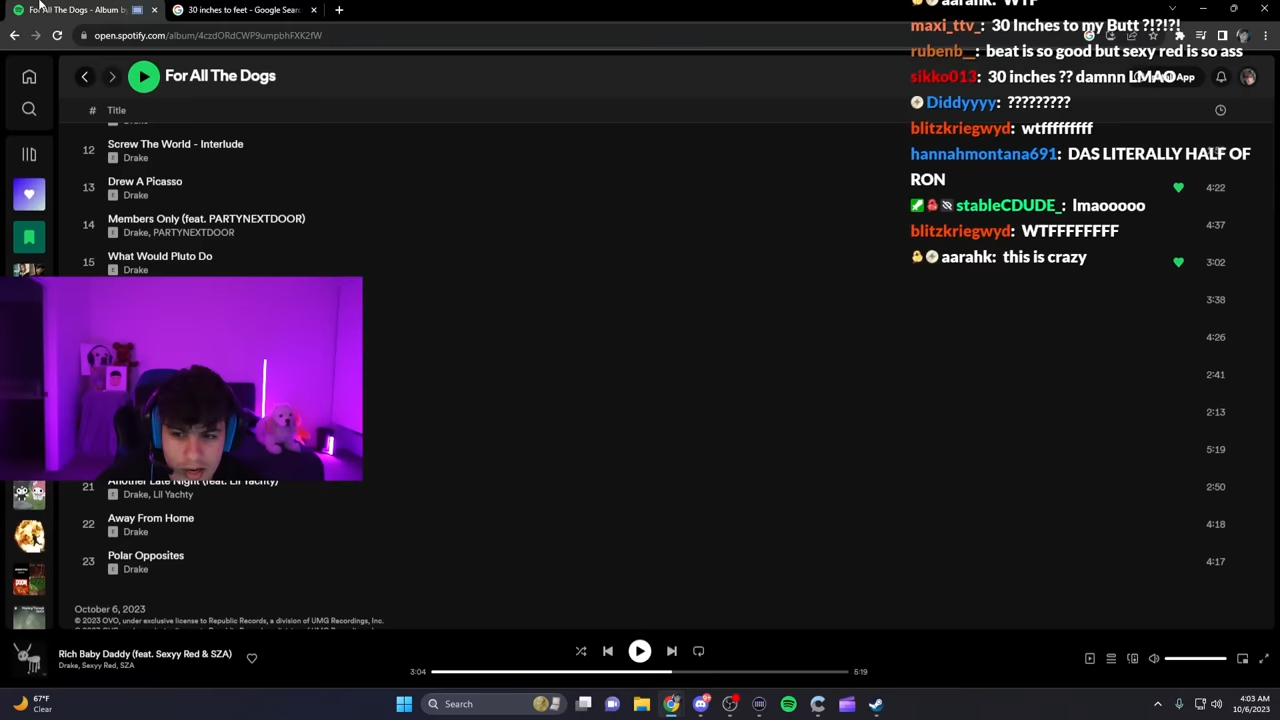 For All The Dogs - Album b
30 inches to feet - Google Sear
open.spotify.com/album/4czdORdCWP9umpbhFXK2fW
For All The Dogs
App
# Title
Drake
12 Screw The World - Interlude
Drake
13 Drew A Picasso
Drake
4:22
14 Members Only (feat. PARTYNEXTDOOR)
Drake, PARTYNEXTDOOR
4:37
15 What Would Pluto Do
Drake
3:02
3:38
4:26
2:41
2:13
5:19
21 Another Late Night (feat. Lil Yachty)
Drake, Lil Yachty
2:50
22 Away From Home
Drake
4:18
23 Polar Opposites
Drake
4:17
October 6, 2023
© 2023 OVO, under exclusive license to Republic Records, a division of UMG Recordings, Inc.
aarahk: WTF
maxi_ttv_: 30 Inches to my Butt ?!?!?!
rubenb__: beat is so good but sexy red is so ass
sikko013: 30 inches ?? damnn LMAO
Diddyyyy: ?????????
blitzkriegwyd: wtfffffffff
hannahmontana691: DAS LITERALLY HALF OF
RON
stableCDUDE_: lmaooooo
blitzkriegwyd: WTFFFFFFFF
aarahk: this is crazy
Rich Baby Daddy (feat. Sexyy Red & SZA)
Drake, Sexyy Red, SZA
3:04
5:19
67°F
Clear
Search
4:03 AM
10/6/2023